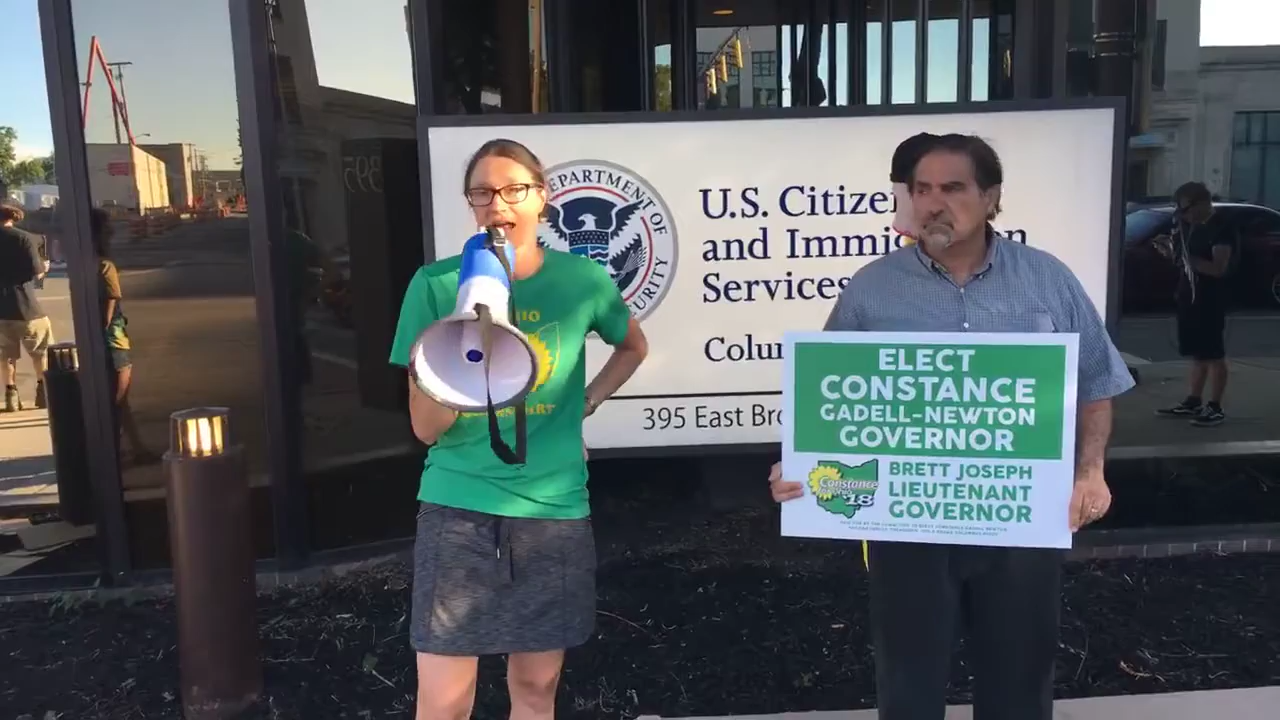 DEPARTMENT OF
U.S. Citize
and Immig
Services
Colu
395 East Bro
ELECT
CONSTANCE
GADELL-NEWTON
GOVERNOR
Constance
'18
BRETT JOSEPH
LIEUTENANT
GOVERNOR